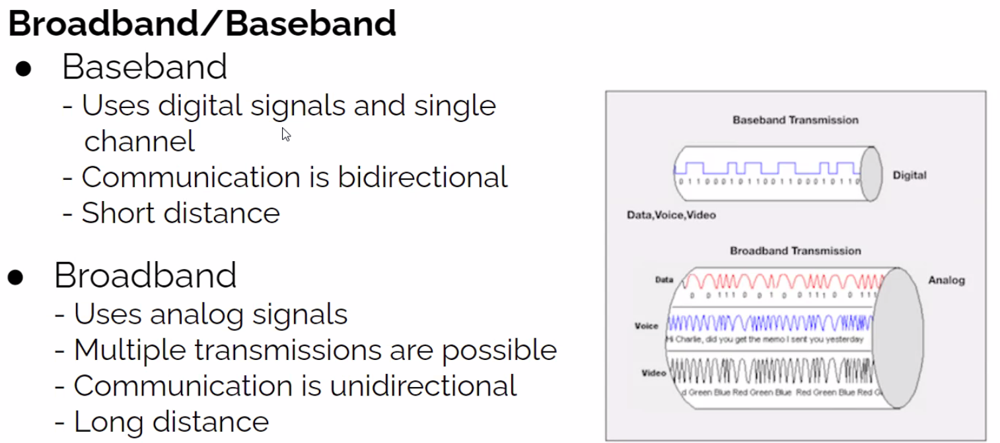 Broadband/Baseband
● Baseband
- Uses digital signals and single
channel
- Communication is bidirectional
- Short distance
● Broadband
- Uses analog signals
- Multiple transmissions are possible
- Communication is unidirectional
- Long distance
Baseband Transmission
0 1 1 0 0 0 1 0 1 1 0 0 1 1 0 0 0 1 0 1 1 0
Digital
Data,Voice,Video
Broadband Transmission
Data
0 0 1 1 1 0 0 1 0 0 1 1 1 0 0 1 1 1
Analog
Voice
Hi Charlie, did you get the memo I sent you yesterday
Video
d Green Blue Red Green Blue Red Green Blue Red G